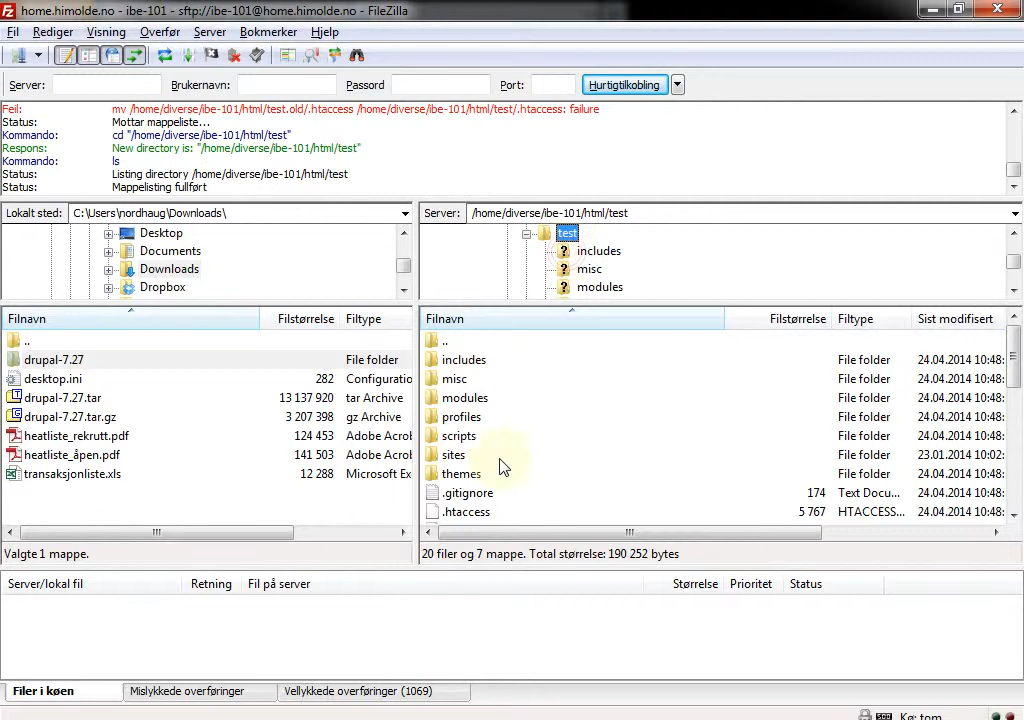 home.himolde.no - ibe-101 - sftp://ibe-101@home.himolde.no - FileZilla
Fil Rediger Visning Overfør Server Bokmerker Hjelp
Server: Brukernavn: Passord Port: Hurtigtilkobling
Feil: mv /home/diverse/ibe-101/html/test.old/.htaccess /home/diverse/ibe-101/html/test/.htaccess: failure
Status: Mottar mappeliste...
Kommando: cd "/home/diverse/ibe-101/html/test"
Respons: New directory is: "/home/diverse/ibe-101/html/test"
Kommando: ls
Status: Listing directory /home/diverse/ibe-101/html/test
Status: Mappelisting fullført
Lokalt sted: C:\Users\nordhaug\Downloads\
Desktop
Documents
Downloads
Dropbox
Server: /home/diverse/ibe-101/html/test
test
includes
misc
modules
Filnavn Filstørrelse Filtype
..
drupal-7.27 File folder
desktop.ini 282 Configuratio
drupal-7.27.tar 13 137 920 tar Archive
drupal-7.27.tar.gz 3 207 398 gz Archive
heatliste_rekrutt.pdf 124 453 Adobe Acrol
heatliste_åpen.pdf 141 503 Adobe Acrol
transaksjonliste.xls 12 288 Microsoft Ex
Valgte 1 mappe.
Filnavn Filstørrelse Filtype Sist modifisert
..
includes File folder 24.04.2014 10:48:
misc File folder 24.04.2014 10:48:
modules File folder 24.04.2014 10:48:
profiles File folder 24.04.2014 10:48:
scripts File folder 24.04.2014 10:48:
sites File folder 23.01.2014 10:02:
themes File folder 24.04.2014 10:48:
.gitignore 174 Text Docu... 24.04.2014 10:48:
.htaccess 5 767 HTACCESS... 24.04.2014 10:48:
20 filer og 7 mappe. Total størrelse: 190 252 bytes
Server/lokal fil Retning Fil på server Størrelse Prioritet Status
Filer i køen Mislykkede overføringer Vellykkede overføringer (1069)
Kø: tom